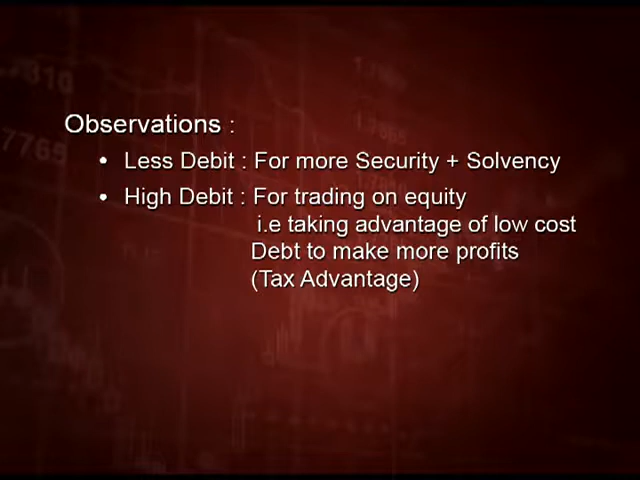 Observations :
• Less Debit : For more Security + Solvency
• High Debit : For trading on equity
i.e taking advantage of low cost
Debt to make more profits
(Tax Advantage)
7765